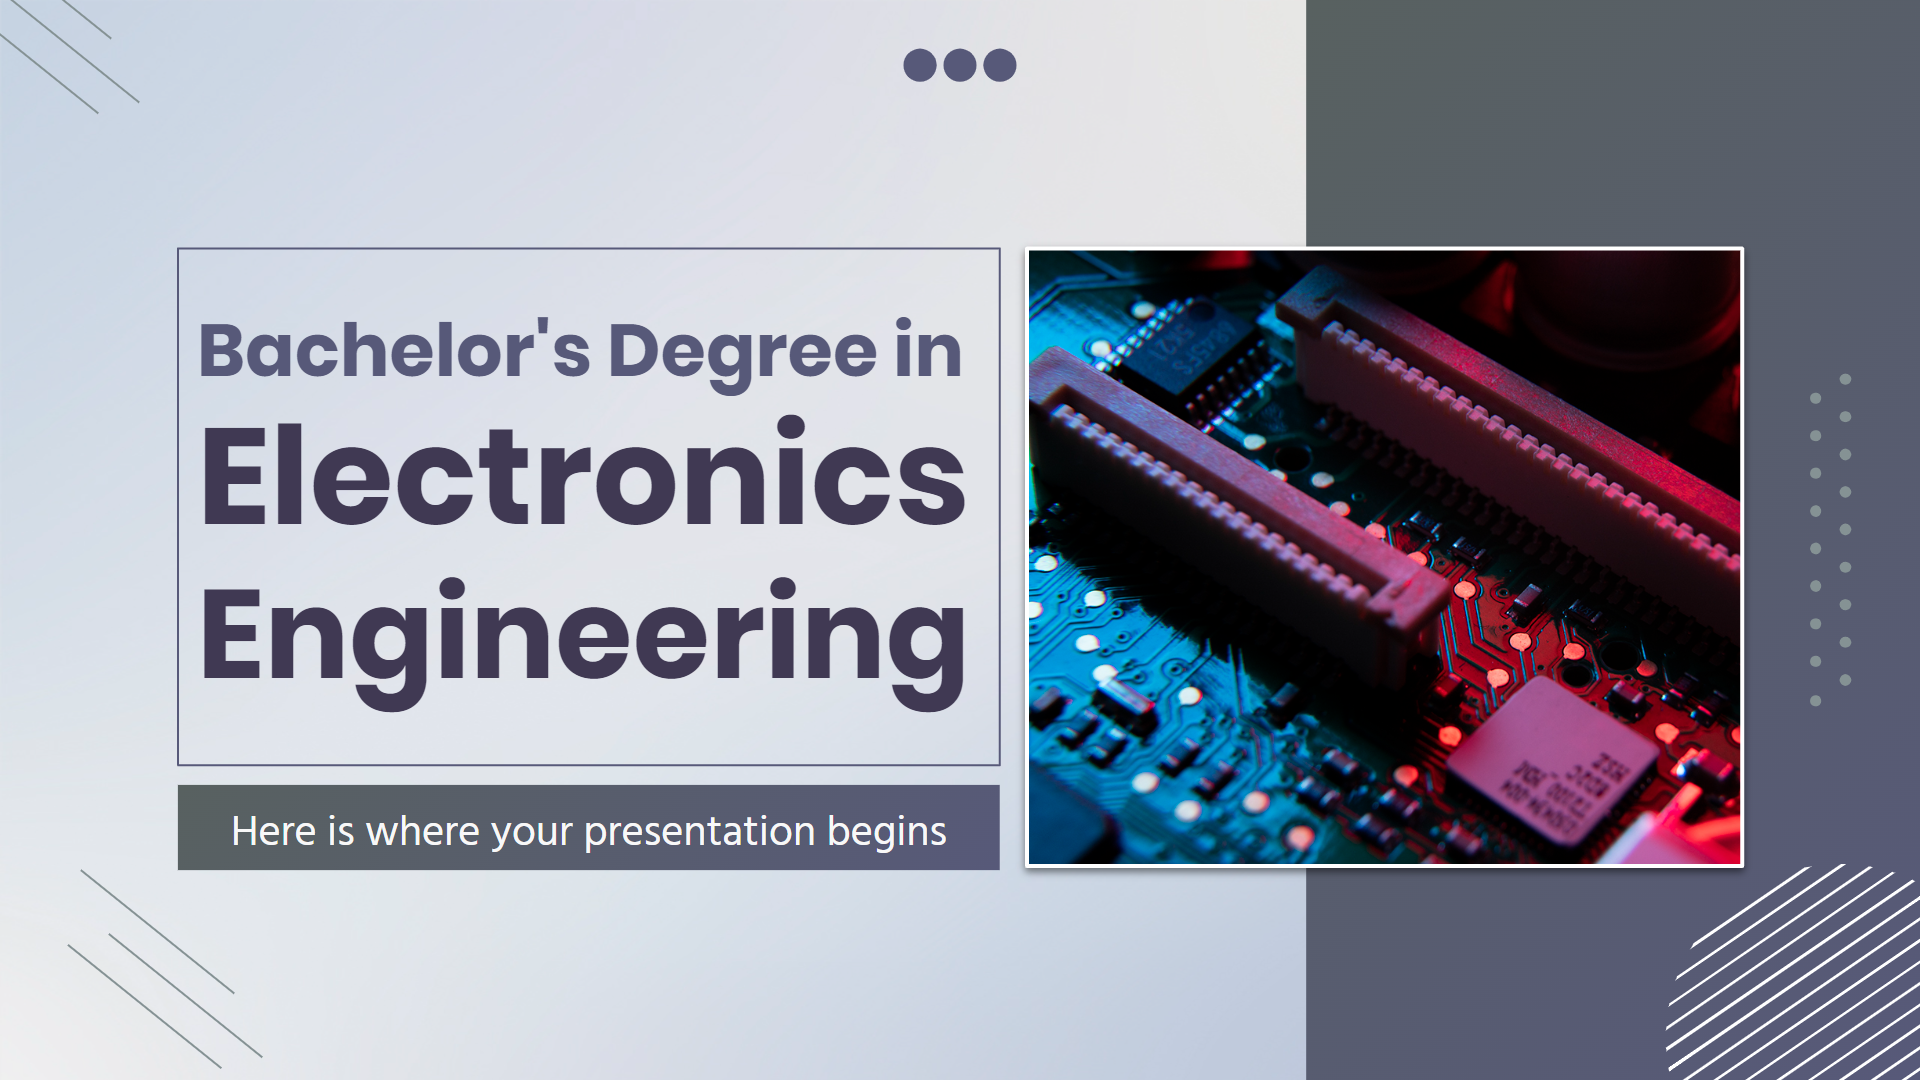 Bachelor's Degree in
Electronics
Engineering
Here is where your presentation begins